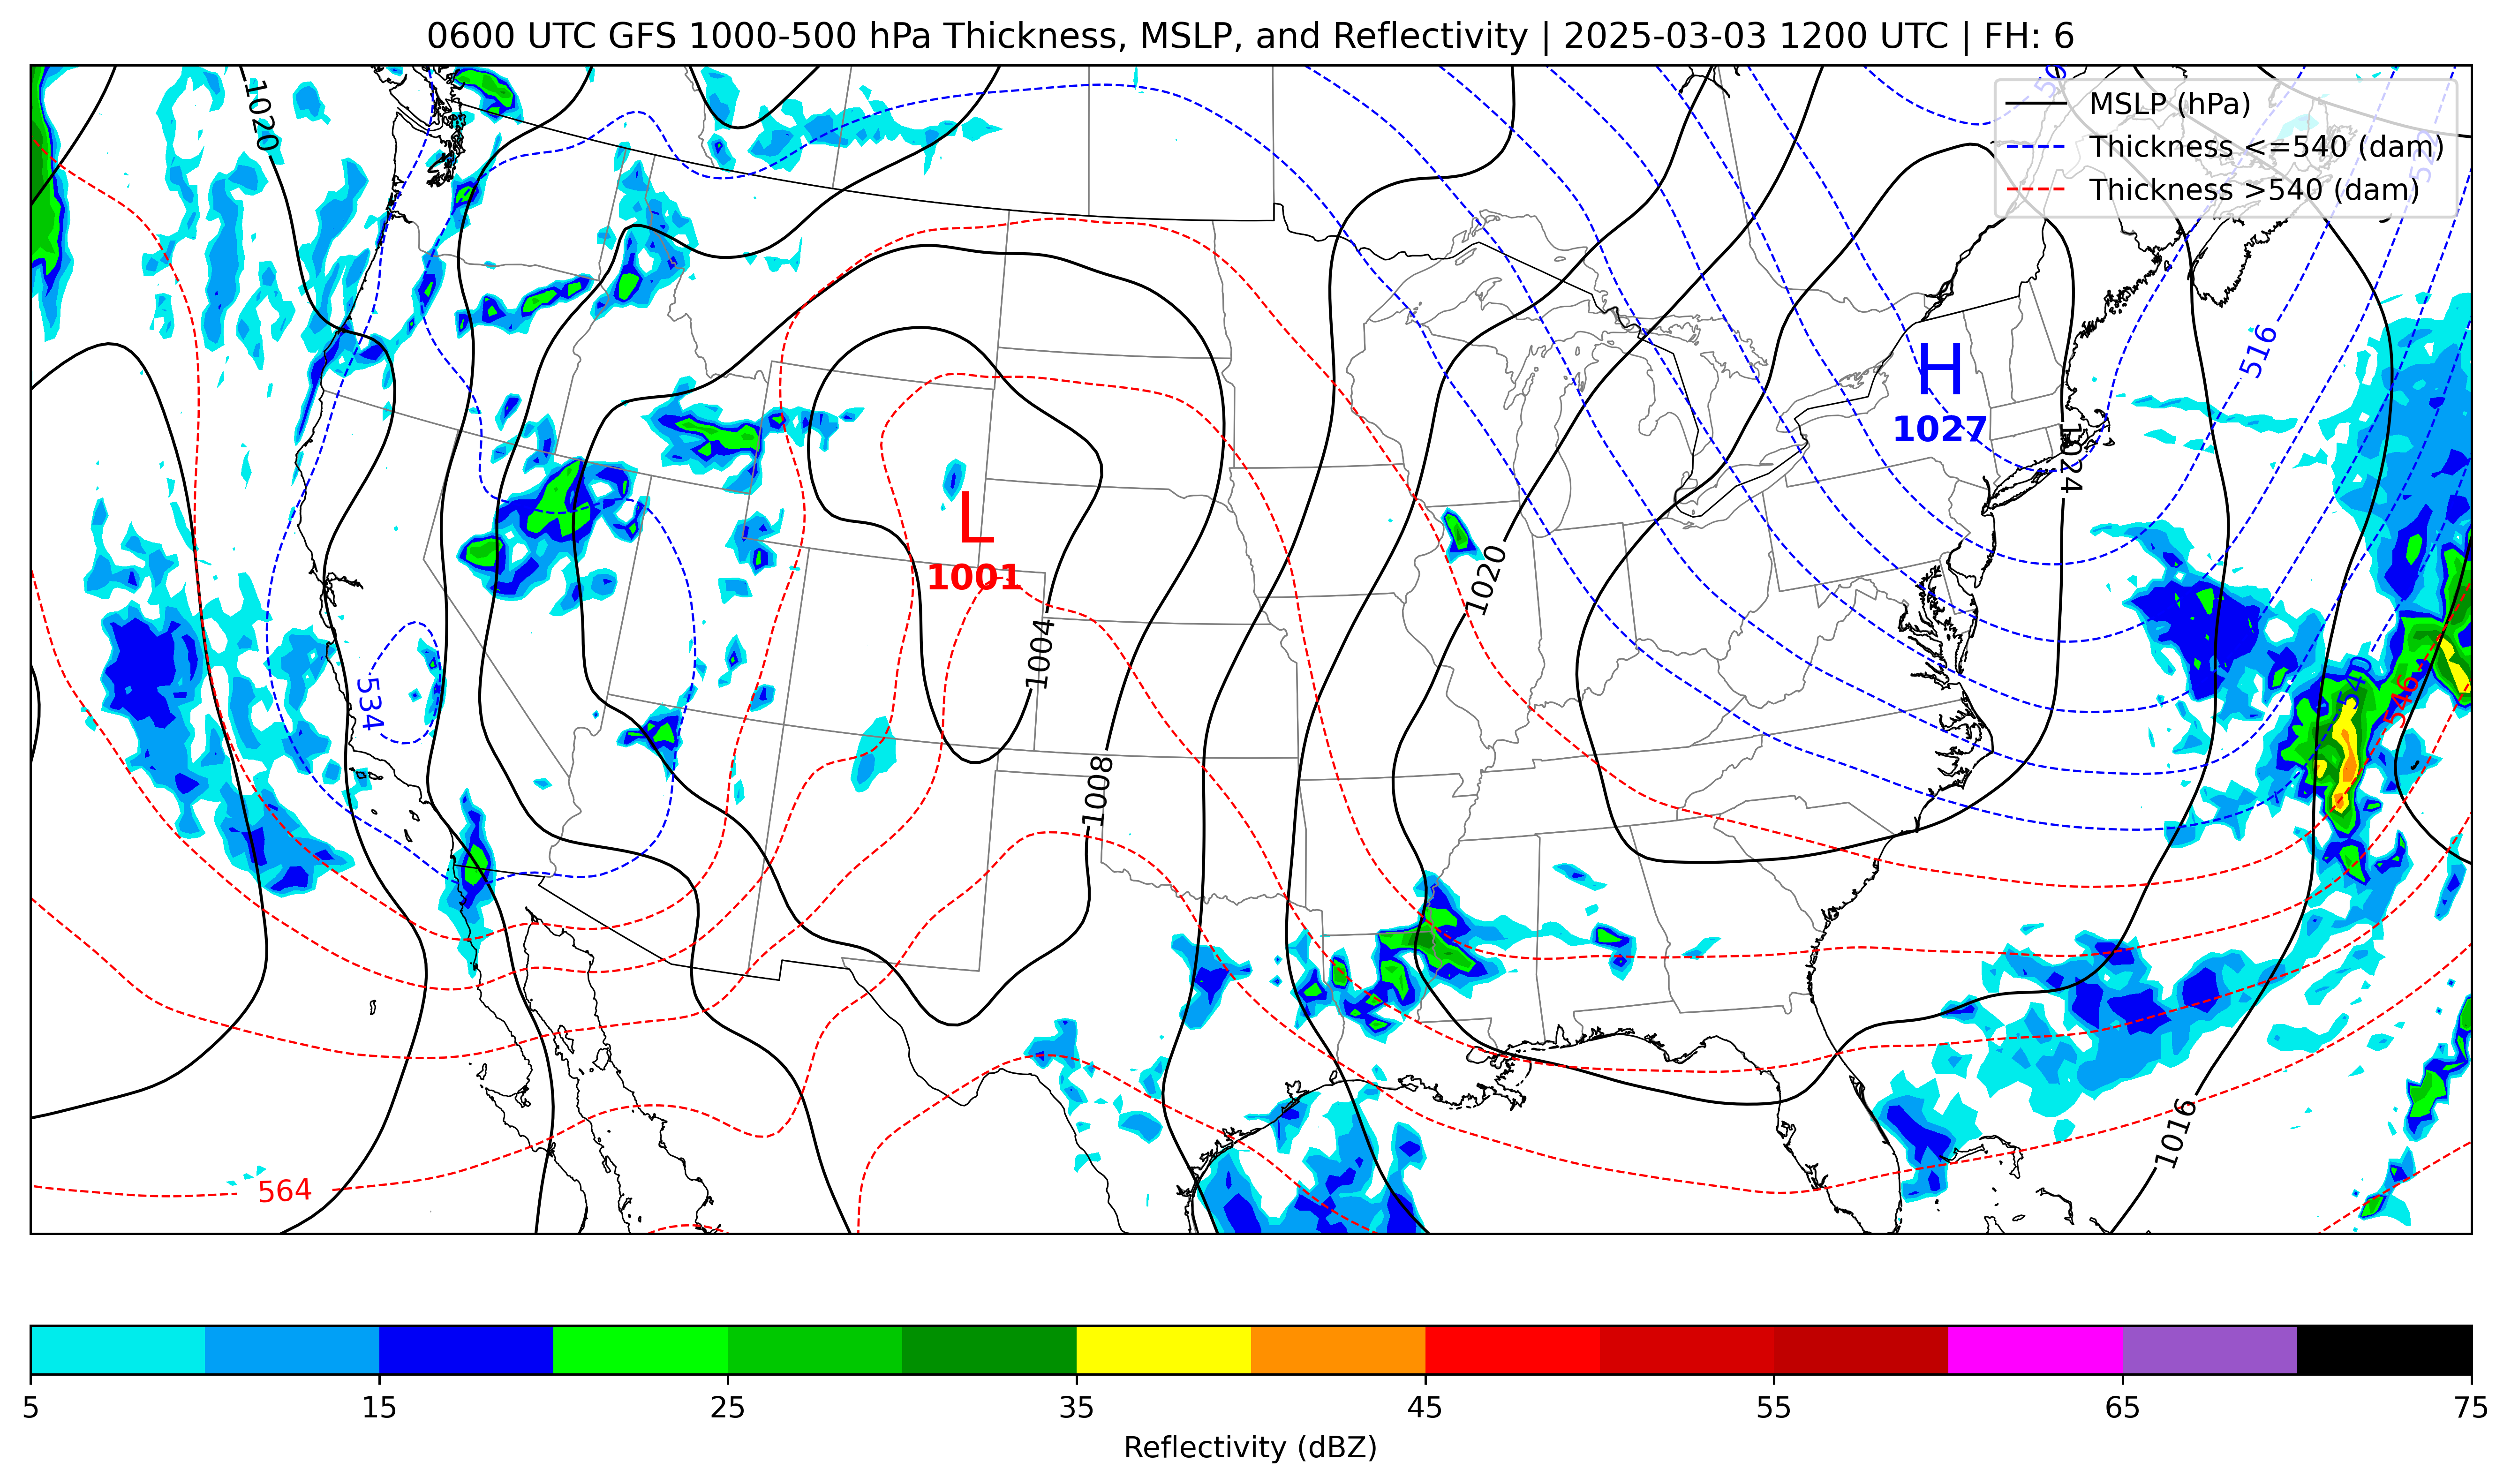 0600 UTC GFS 1000-500 hPa Thickness, MSLP, and Reflectivity | 2025-03-03 1200 UTC | FH: 6
MSLP (hPa)
Thickness <=540 (dam)
Thickness >540 (dam)
1020
516
H
1027
1024
L
1001
1020
1004
534
540
546
1008
1016
564
5 15 25 35 45 55 65 75
Reflectivity (dBZ)